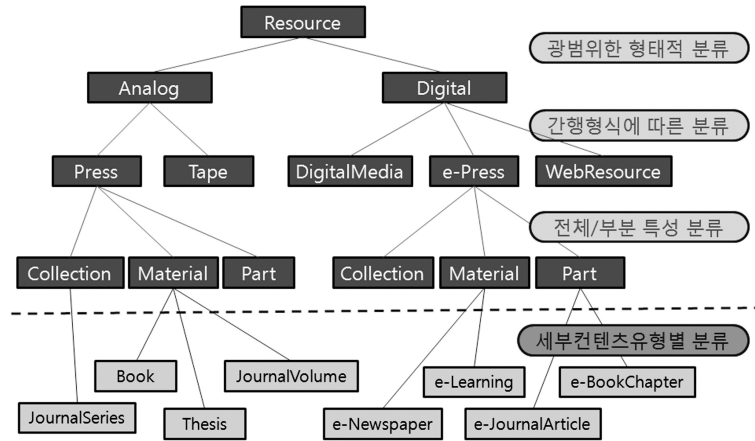 Resource
광범위한 형태적 분류
Analog
Digital
간행형식에 따른 분류
Press
Tape
DigitalMedia
e-Press
WebResource
전체/부분 특성 분류
Collection
Material
Part
Collection
Material
Part
세부컨텐츠유형별 분류
Book
JournalVolume
e-Learning
e-BookChapter
JournalSeries
Thesis
e-Newspaper
e-JournalArticle